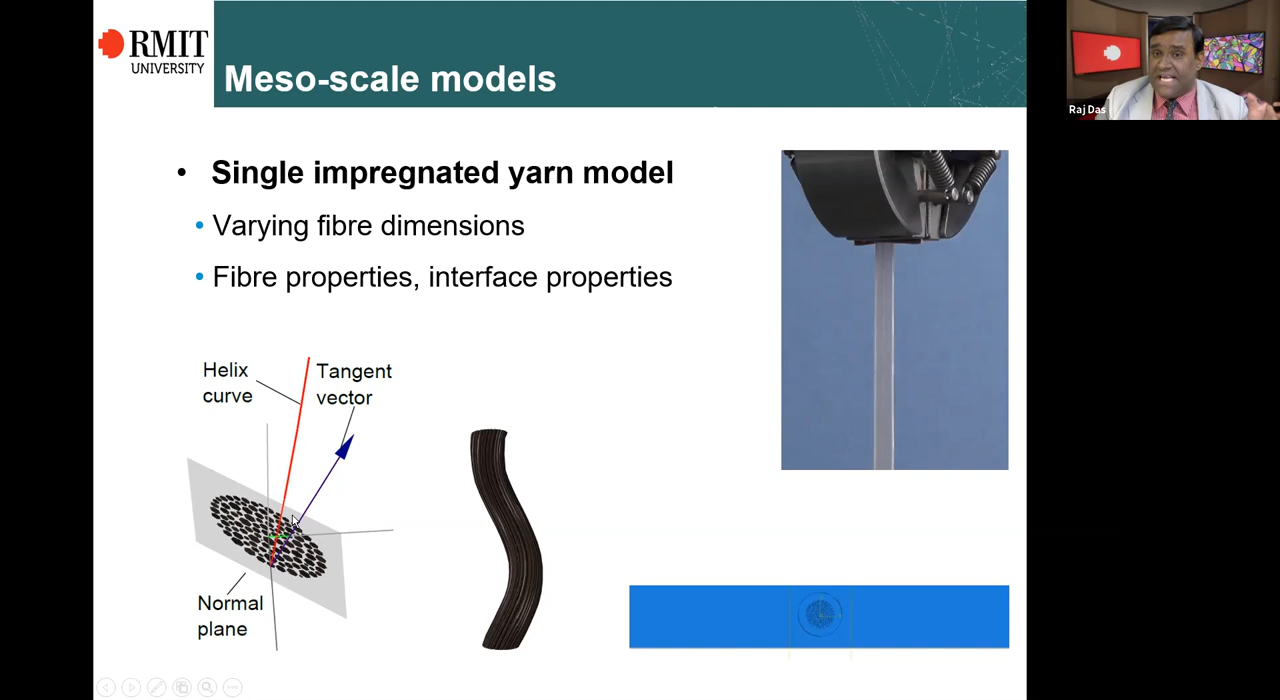 RMIT
UNIVERSITY
Meso-scale models
Raj Das
• Single impregnated yarn model
• Varying fibre dimensions
• Fibre properties, interface properties
Helix
curve
Tangent
vector
Normal
plane